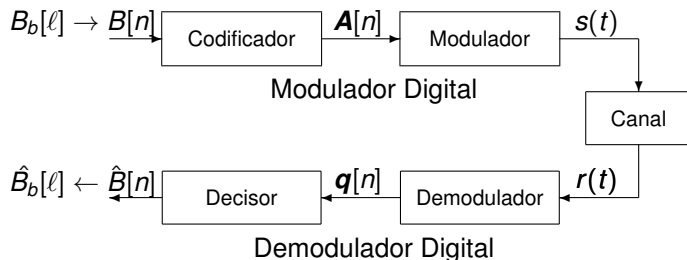 B_b[ℓ] → B[n] Codificador A[n] Modulador s(t)
Modulador Digital
Canal
B̂_b[ℓ] ← B̂[n] Decisor q[n] Demodulador r(t)
Demodulador Digital